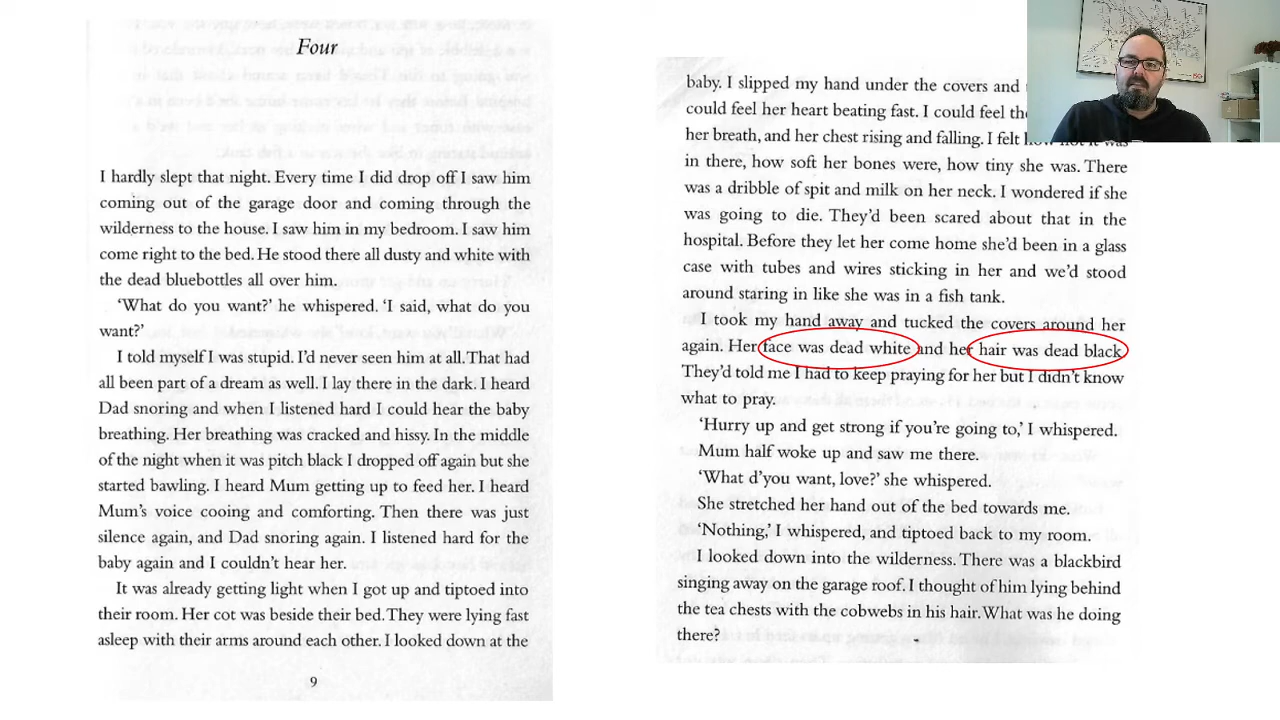 Four
I hardly slept that night. Every time I did drop off I saw him
coming out of the garage door and coming through the
wilderness to the house. I saw him in my bedroom. I saw him
come right to the bed. He stood there all dusty and white with
the dead bluebottles all over him.
‘What do you want?’ he whispered. ‘I said, what do you
want?’
I told myself I was stupid. I’d never seen him at all. That had
all been part of a dream as well. I lay there in the dark. I heard
Dad snoring and when I listened hard I could hear the baby
breathing. Her breathing was cracked and hissy. In the middle
of the night when it was pitch black I dropped off again but she
started bawling. I heard Mum getting up to feed her. I heard
Mum’s voice cooing and comforting. Then there was just
silence again, and Dad snoring again. I listened hard for the
baby again and I couldn’t hear her.
It was already getting light when I got up and tiptoed into
their room. Her cot was beside their bed. They were lying fast
asleep with their arms around each other. I looked down at the
9
baby. I slipped my hand under the covers and
could feel her heart beating fast. I could feel
her breath, and her chest rising and falling. I felt
in there, how soft her bones were, how tiny she was. There
was a dribble of spit and milk on her neck. I wondered if she
was going to die. They’d been scared about that in the
hospital. Before they let her come home she’d been in a glass
case with tubes and wires sticking in her and we’d stood
around staring in like she was in a fish tank.
I took my hand away and tucked the covers around her
again. Her face was dead white and her hair was dead black
They’d told me I had to keep praying for her but I didn’t know
what to pray.
‘Hurry up and get strong if you’re going to,’ I whispered.
Mum half woke up and saw me there.
‘What d’you want, love?’ she whispered.
She stretched her hand out of the bed towards me.
‘Nothing,’ I whispered, and tiptoed back to my room.
I looked down into the wilderness. There was a blackbird
singing away on the garage roof. I thought of him lying behind
the tea chests with the cobwebs in his hair. What was he doing
there?